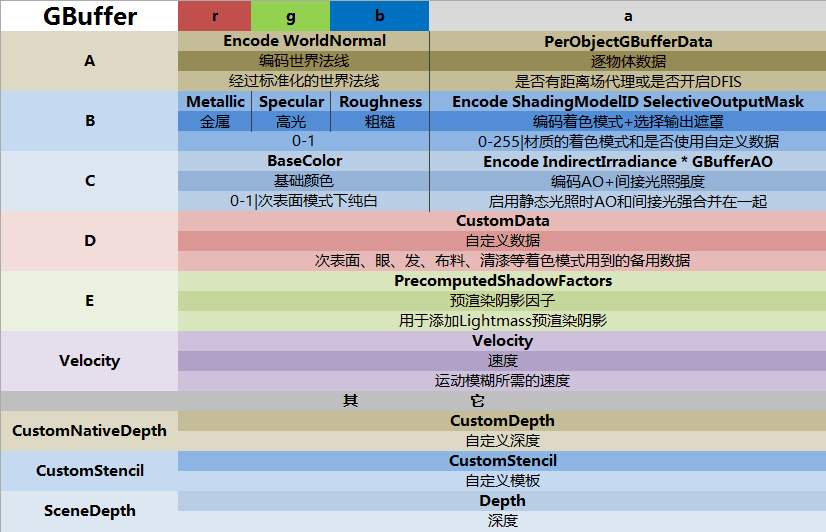 GBuffer r g b a
A
Encode WorldNormal PerObjectGBufferData
编码世界法线 逐物体数据
经过标准化的世界法线 是否有距离场代理或是否开启DFIS
B
Metallic Specular Roughness Encode ShadingModelID SelectiveOutputMask
金属 高光 粗糙 编码着色模式+选择输出遮罩
0-1 0-255|材质的着色模式和是否使用自定义数据
C
BaseColor Encode IndirectIrradiance * GBufferAO
基础颜色 编码AO+间接光照强度
0-1|次表面模式下纯白 启用静态光照时AO和间接光强合并在一起
D
CustomData
自定义数据
次表面、眼、发、布料、清漆等着色模式用到的备用数据
E
PrecomputedShadowFactors
预渲染阴影因子
用于添加Lightmass预渲染阴影
Velocity
Velocity
速度
运动模糊所需的速度
其 它
CustomNativeDepth
CustomDepth
自定义深度
CustomStencil
CustomStencil
自定义模板
SceneDepth
Depth
深度